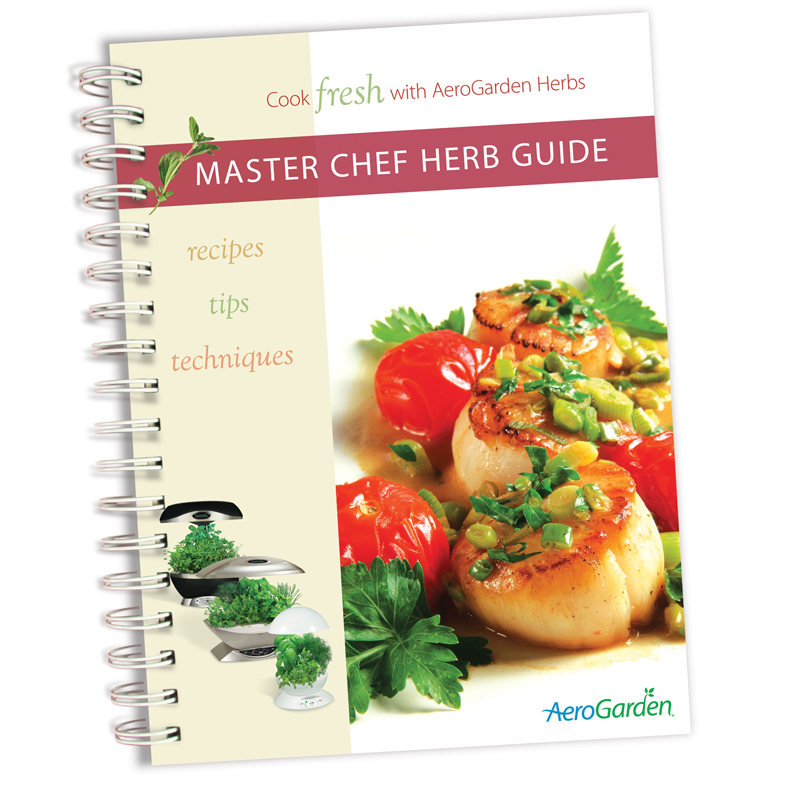 Cook fresh with AeroGarden Herbs
MASTER CHEF HERB GUIDE
recipes
tips
techniques
AeroGarden